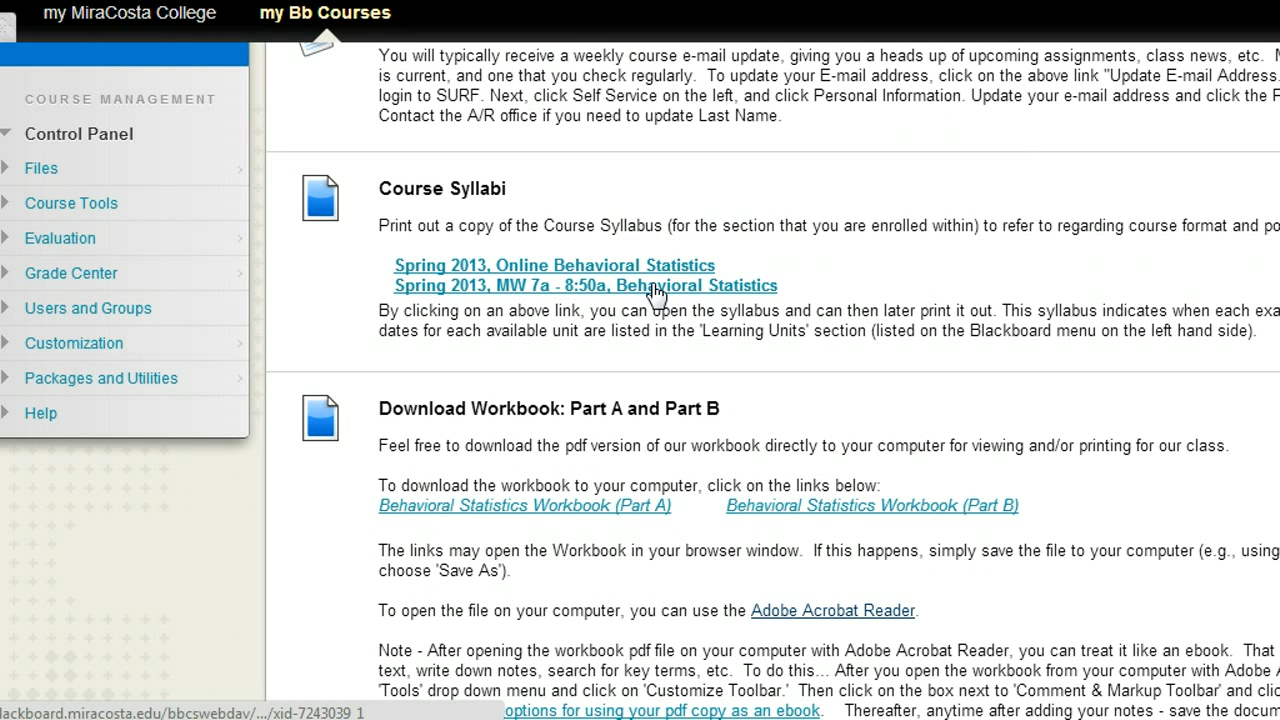 my MiraCosta College
my Bb Courses
COURSE MANAGEMENT
Control Panel
Files
Course Tools
Evaluation
Grade Center
Users and Groups
Customization
Packages and Utilities
Help
You will typically receive a weekly course e-mail update, giving you a heads up of upcoming assignments, class news, etc.
is current, and one that you check regularly. To update your E-mail address, click on the above link "Update E-mail Address.
login to SURF. Next, click Self Service on the left, and click Personal Information. Update your e-mail address and click the
Contact the A/R office if you need to update Last Name.
Course Syllabi
Print out a copy of the Course Syllabus (for the section that you are enrolled within) to refer to regarding course format and po
Spring 2013, Online Behavioral Statistics
Spring 2013, MW 7a - 8:50a, Behavioral Statistics
By clicking on an above link, you can open the syllabus and can then later print it out. This syllabus indicates when each exa
dates for each available unit are listed in the 'Learning Units' section (listed on the Blackboard menu on the left hand side).
Download Workbook: Part A and Part B
Feel free to download the pdf version of our workbook directly to your computer for viewing and/or printing for our class.
To download the workbook to your computer, click on the links below:
Behavioral Statistics Workbook (Part A) Behavioral Statistics Workbook (Part B)
The links may open the Workbook in your browser window. If this happens, simply save the file to your computer (e.g., using
choose 'Save As').
To open the file on your computer, you can use the Adobe Acrobat Reader.
Note - After opening the workbook pdf file on your computer with Adobe Acrobat Reader, you can treat it like an ebook. That
text, write down notes, search for key terms, etc. To do this... After you open the workbook from your computer with Adobe
'Tools' drop down menu and click on 'Customize Toolbar.' Then click on the box next to 'Comment & Markup Toolbar' and clic
options for using your pdf copy as an ebook. Thereafter, anytime after adding your notes - save the docum
lackboard.miracosta.edu/bbcswebdav/.../xid-7243039_1